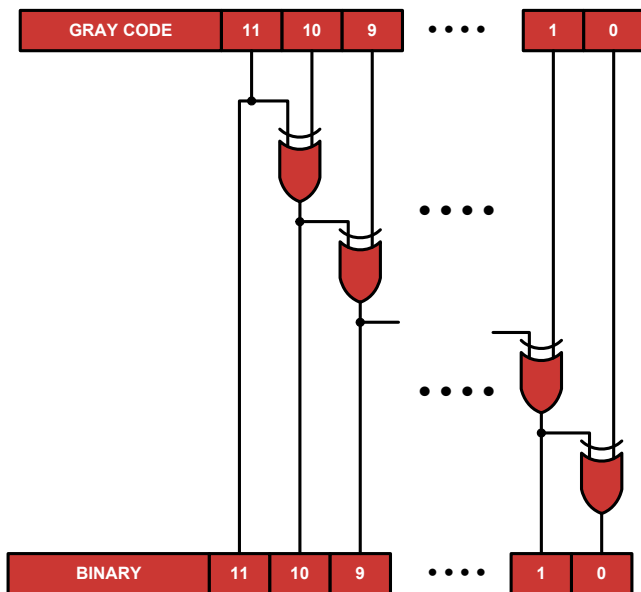 GRAY CODE 11 10 9 •••• 1 0
BINARY 11 10 9 •••• 1 0